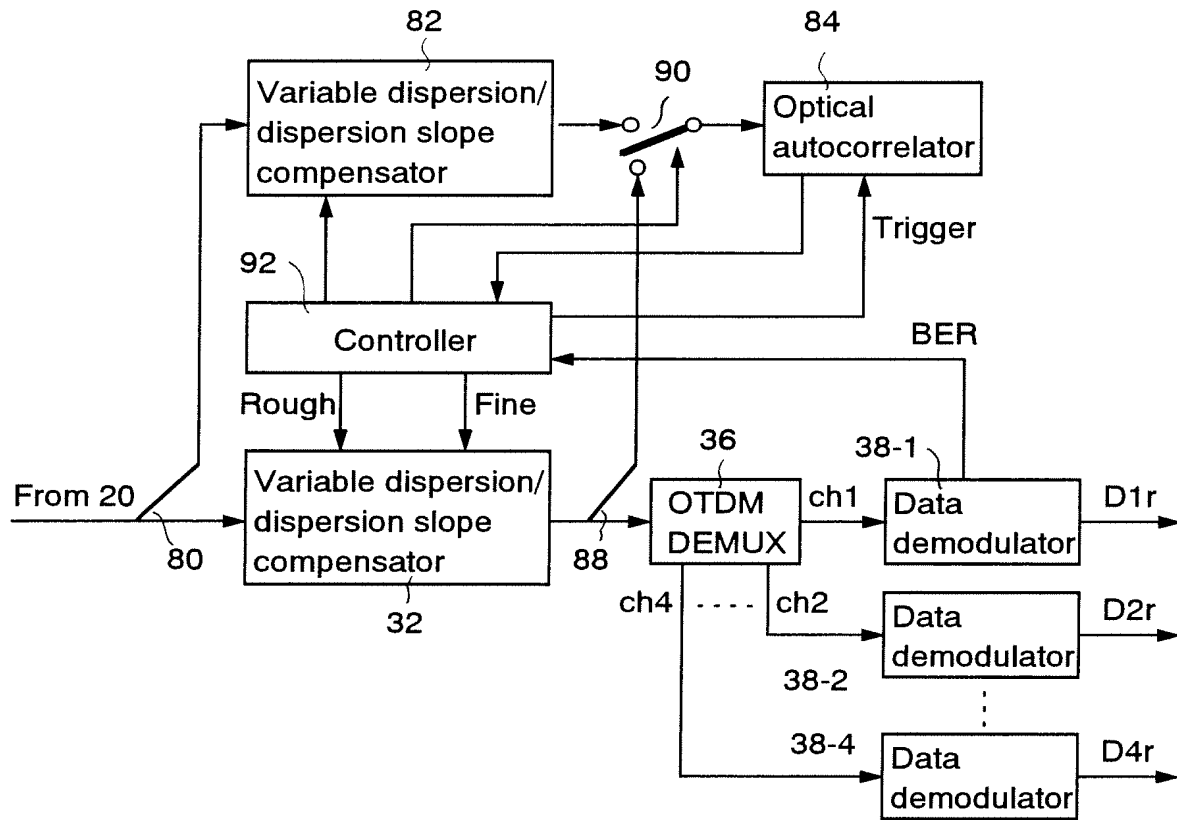 82
84
90
Variable dispersion/
dispersion slope
compensator
Optical
autocorrelator
Trigger
92
Controller
BER
Rough
Fine
36
38-1
From 20
Variable dispersion/
dispersion slope
compensator
OTDM
DEMUX
ch1
Data
demodulator
D1r
80
88
32
ch4
ch2
Data
demodulator
D2r
38-2
38-4
Data
demodulator
D4r